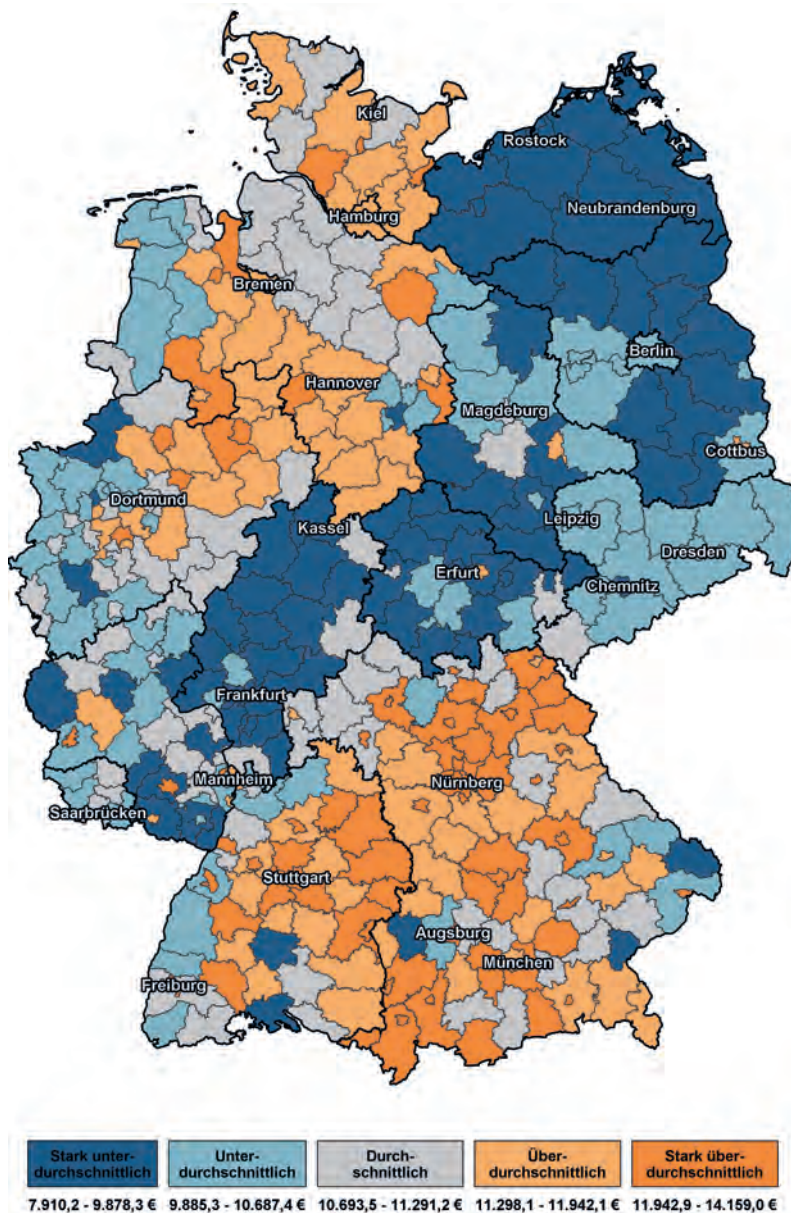 Kiel
Rostock
Neubrandenburg
Hamburg
Bremen
Berlin
Hannover
Magdeburg
Cottbus
Dortmund
Leipzig
Kassel
Dresden
Erfurt
Chemnitz
Frankfurt
Mannheim
Nürnberg
Saarbrücken
Stuttgart
Augsburg
München
Freiburg
Stark unter-
durchschnittlich
Unter-
durchschnittlich
Durch-
schnittlich
Über-
durchschnittlich
Stark über-
durchschnittlich
7.910,2 - 9.878,3 €
9.885,3 - 10.687,4 €
10.693,5 - 11.291,2 €
11.298,1 - 11.942,1 €
11.942,9 - 14.159,0 €